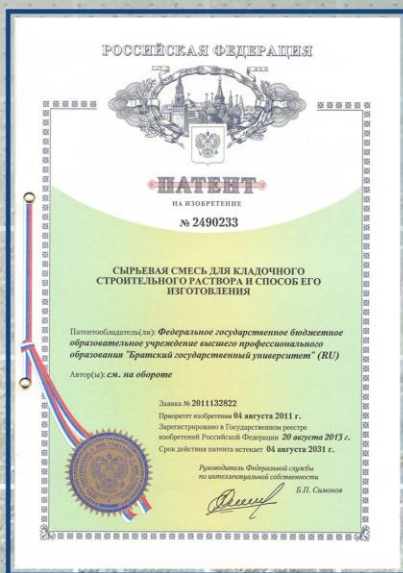 РОССИЙСКАЯ ФЕДЕРАЦИЯ
ПАТЕНТ
НА ИЗОБРЕТЕНИЕ
№ 2490233
СЫРЬЕВАЯ СМЕСЬ ДЛЯ КЛАДОЧНОГО
СТРОИТЕЛЬНОГО РАСТВОРА И СПОСОБ ЕГО
ИЗГОТОВЛЕНИЯ
Патентообладатель(ли): Федеральное государственное бюджетное
образовательное учреждение высшего профессионального
образования "Братский государственный университет" (RU)
Автор(ы): см. на обороте
Заявка № 2011132822
Приоритет изобретения 04 августа 2011 г.
Зарегистрировано в Государственном реестре
изобретений Российской Федерации 20 августа 2013 г.
Срок действия патента истекает 04 августа 2031 г.
Руководитель Федеральной службы
по интеллектуальной собственности
Б.П. Симонов